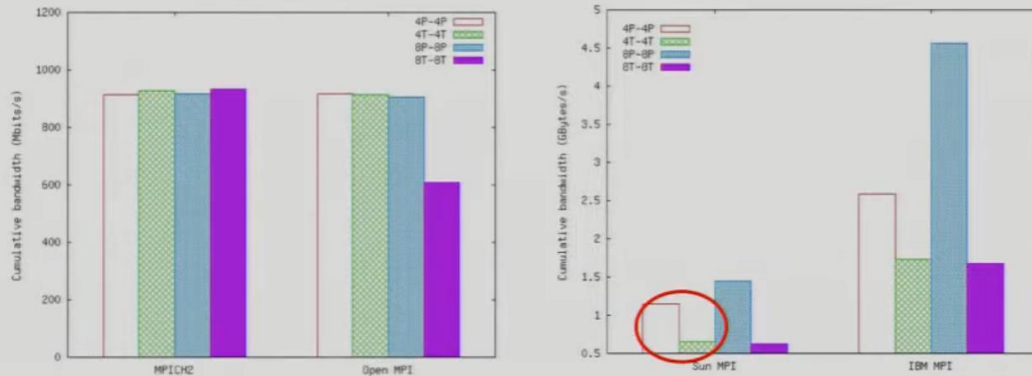 1200
1000
800
600
400
200
0
Cumulative bandwidth (Mbits/s)
4P-4P
4T-4T
8P-8P
8T-8T
MPICH2
Open MPI
5
4.5
4
3.5
3
2.5
2
1.5
1
0.5
Cumulative bandwidth (GBytes/s)
4P-4P
4T-4T
8P-8P
8T-8T
Sun MPI
IBM MPI